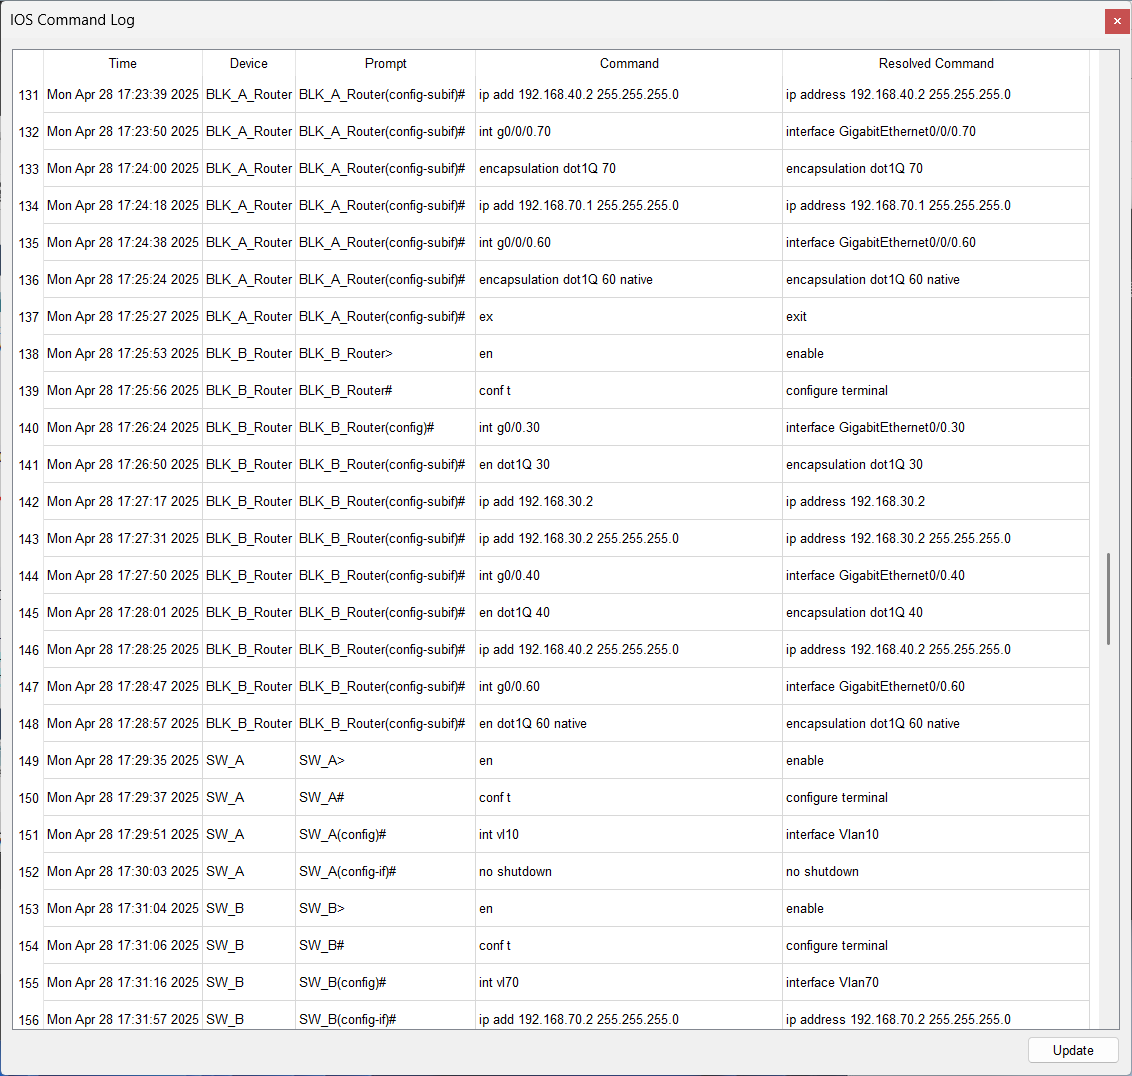 IOS Command Log
Time Device Prompt Command Resolved Command
131 Mon Apr 28 17:23:39 2025 BLK_A_Router BLK_A_Router(config-subif)# ip add 192.168.40.2 255.255.255.0 ip address 192.168.40.2 255.255.255.0
132 Mon Apr 28 17:23:50 2025 BLK_A_Router BLK_A_Router(config-subif)# int g0/0/0.70 interface GigabitEthernet0/0/0.70
133 Mon Apr 28 17:24:00 2025 BLK_A_Router BLK_A_Router(config-subif)# encapsulation dot1Q 70 encapsulation dot1Q 70
134 Mon Apr 28 17:24:18 2025 BLK_A_Router BLK_A_Router(config-subif)# ip add 192.168.70.1 255.255.255.0 ip address 192.168.70.1 255.255.255.0
135 Mon Apr 28 17:24:38 2025 BLK_A_Router BLK_A_Router(config-subif)# int g0/0/0.60 interface GigabitEthernet0/0/0.60
136 Mon Apr 28 17:25:24 2025 BLK_A_Router BLK_A_Router(config-subif)# encapsulation dot1Q 60 native encapsulation dot1Q 60 native
137 Mon Apr 28 17:25:27 2025 BLK_A_Router BLK_A_Router(config-subif)# ex exit
138 Mon Apr 28 17:25:53 2025 BLK_B_Router BLK_B_Router> en enable
139 Mon Apr 28 17:25:56 2025 BLK_B_Router BLK_B_Router# conf t configure terminal
140 Mon Apr 28 17:26:24 2025 BLK_B_Router BLK_B_Router(config)# int g0/0.30 interface GigabitEthernet0/0.30
141 Mon Apr 28 17:26:50 2025 BLK_B_Router BLK_B_Router(config-subif)# en dot1Q 30 encapsulation dot1Q 30
142 Mon Apr 28 17:27:17 2025 BLK_B_Router BLK_B_Router(config-subif)# ip add 192.168.30.2 ip address 192.168.30.2
143 Mon Apr 28 17:27:31 2025 BLK_B_Router BLK_B_Router(config-subif)# ip add 192.168.30.2 255.255.255.0 ip address 192.168.30.2 255.255.255.0
144 Mon Apr 28 17:27:50 2025 BLK_B_Router BLK_B_Router(config-subif)# int g0/0.40 interface GigabitEthernet0/0.40
145 Mon Apr 28 17:28:01 2025 BLK_B_Router BLK_B_Router(config-subif)# en dot1Q 40 encapsulation dot1Q 40
146 Mon Apr 28 17:28:25 2025 BLK_B_Router BLK_B_Router(config-subif)# ip add 192.168.40.2 255.255.255.0 ip address 192.168.40.2 255.255.255.0
147 Mon Apr 28 17:28:47 2025 BLK_B_Router BLK_B_Router(config-subif)# int g0/0.60 interface GigabitEthernet0/0.60
148 Mon Apr 28 17:28:57 2025 BLK_B_Router BLK_B_Router(config-subif)# en dot1Q 60 native encapsulation dot1Q 60 native
149 Mon Apr 28 17:29:35 2025 SW_A SW_A> en enable
150 Mon Apr 28 17:29:37 2025 SW_A SW_A# conf t configure terminal
151 Mon Apr 28 17:29:51 2025 SW_A SW_A(config)# int vl10 interface Vlan10
152 Mon Apr 28 17:30:03 2025 SW_A SW_A(config-if)# no shutdown no shutdown
153 Mon Apr 28 17:31:04 2025 SW_B SW_B> en enable
154 Mon Apr 28 17:31:06 2025 SW_B SW_B# conf t configure terminal
155 Mon Apr 28 17:31:16 2025 SW_B SW_B(config)# int vl70 interface Vlan70
156 Mon Apr 28 17:31:57 2025 SW_B SW_B(config-if)# ip add 192.168.70.2 255.255.255.0 ip address 192.168.70.2 255.255.255.0
Update